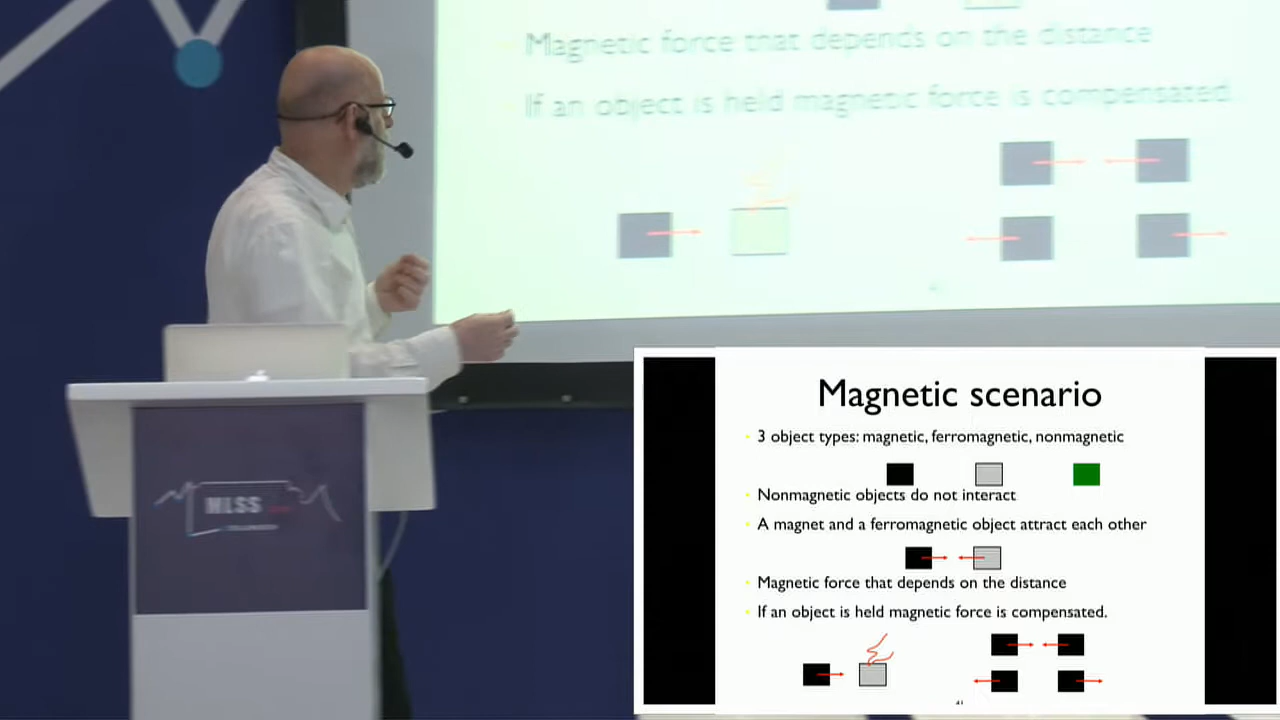 Magnetic force that depends on the distance
If an object is held magnetic force is compensated.
MLSS
Magnetic scenario
3 object types: magnetic, ferromagnetic, nonmagnetic
Nonmagnetic objects do not interact
A magnet and a ferromagnetic object attract each other
Magnetic force that depends on the distance
If an object is held magnetic force is compensated.